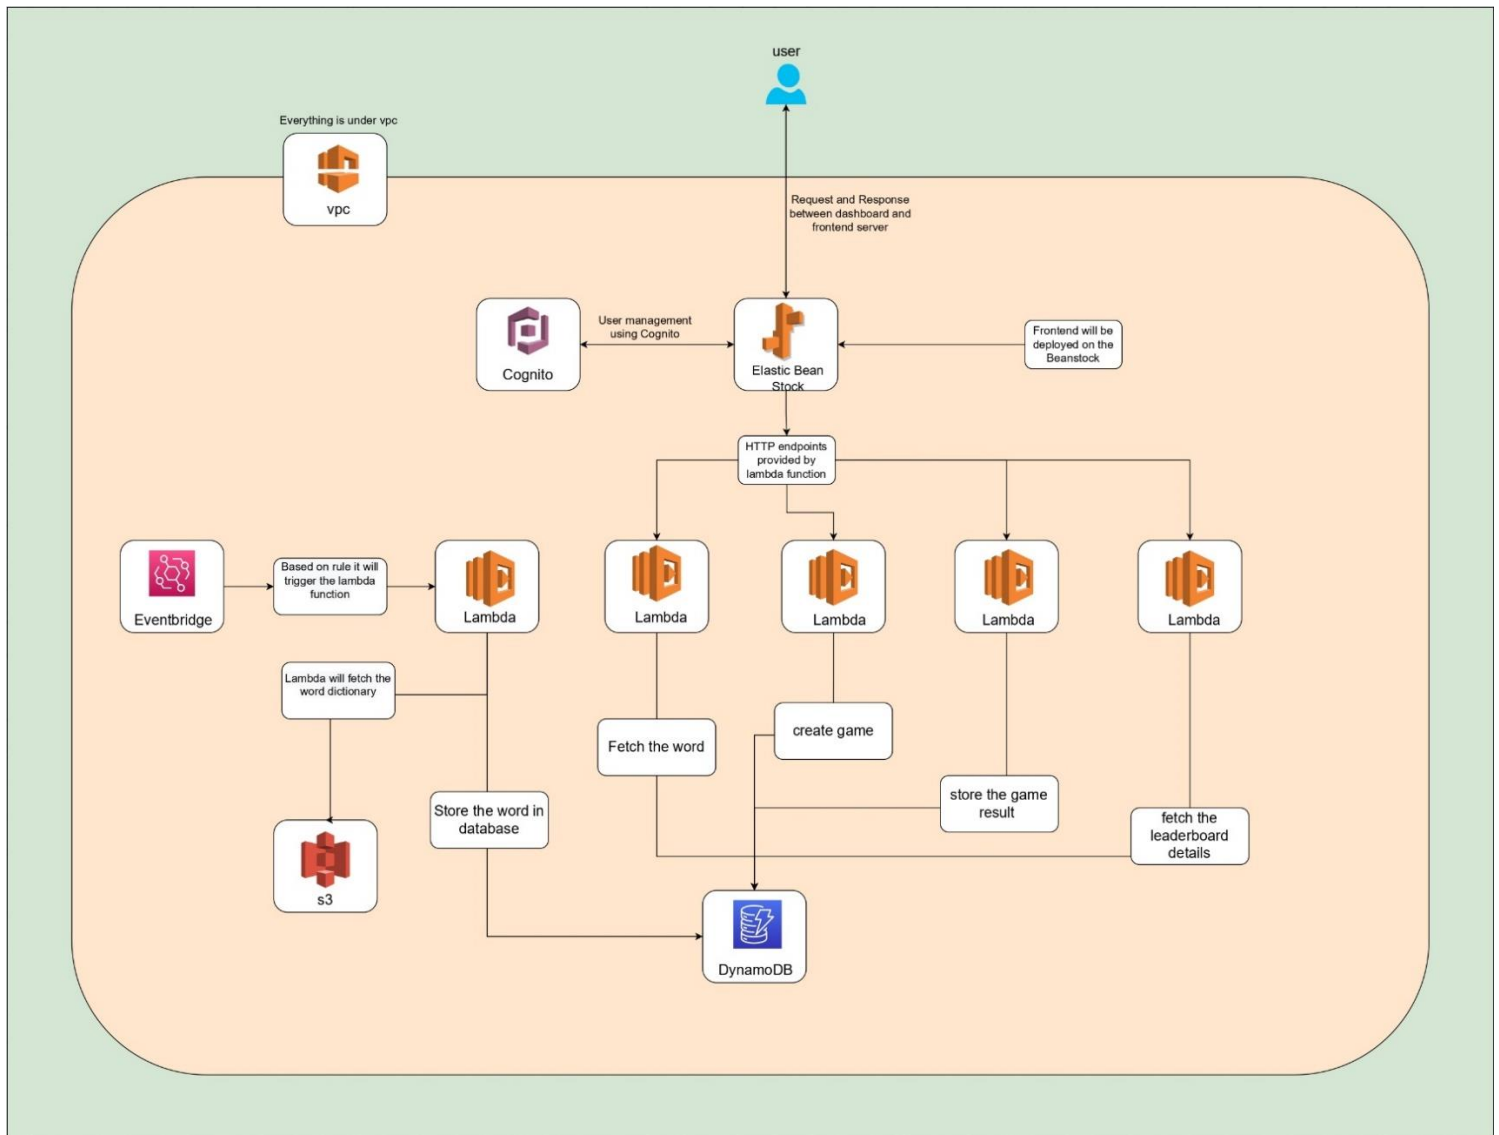 user
Everything is under vpc
vpc
Request and Response
between dashboard and
frontend server
User management
using Cognito
Cognito
Elastic Bean
Stock
Frontend will be
deployed on the
Beanstock
HTTP endpoints
provided by
lambda function
Eventbridge
Based on rule it will
trigger the lambda
function
Lambda
Lambda
Lambda
Lambda
Lambda
Lambda will fetch the
word dictionary
Fetch the word
create game
Store the word in
database
store the game
result
fetch the
leaderboard
details
s3
DynamoDB